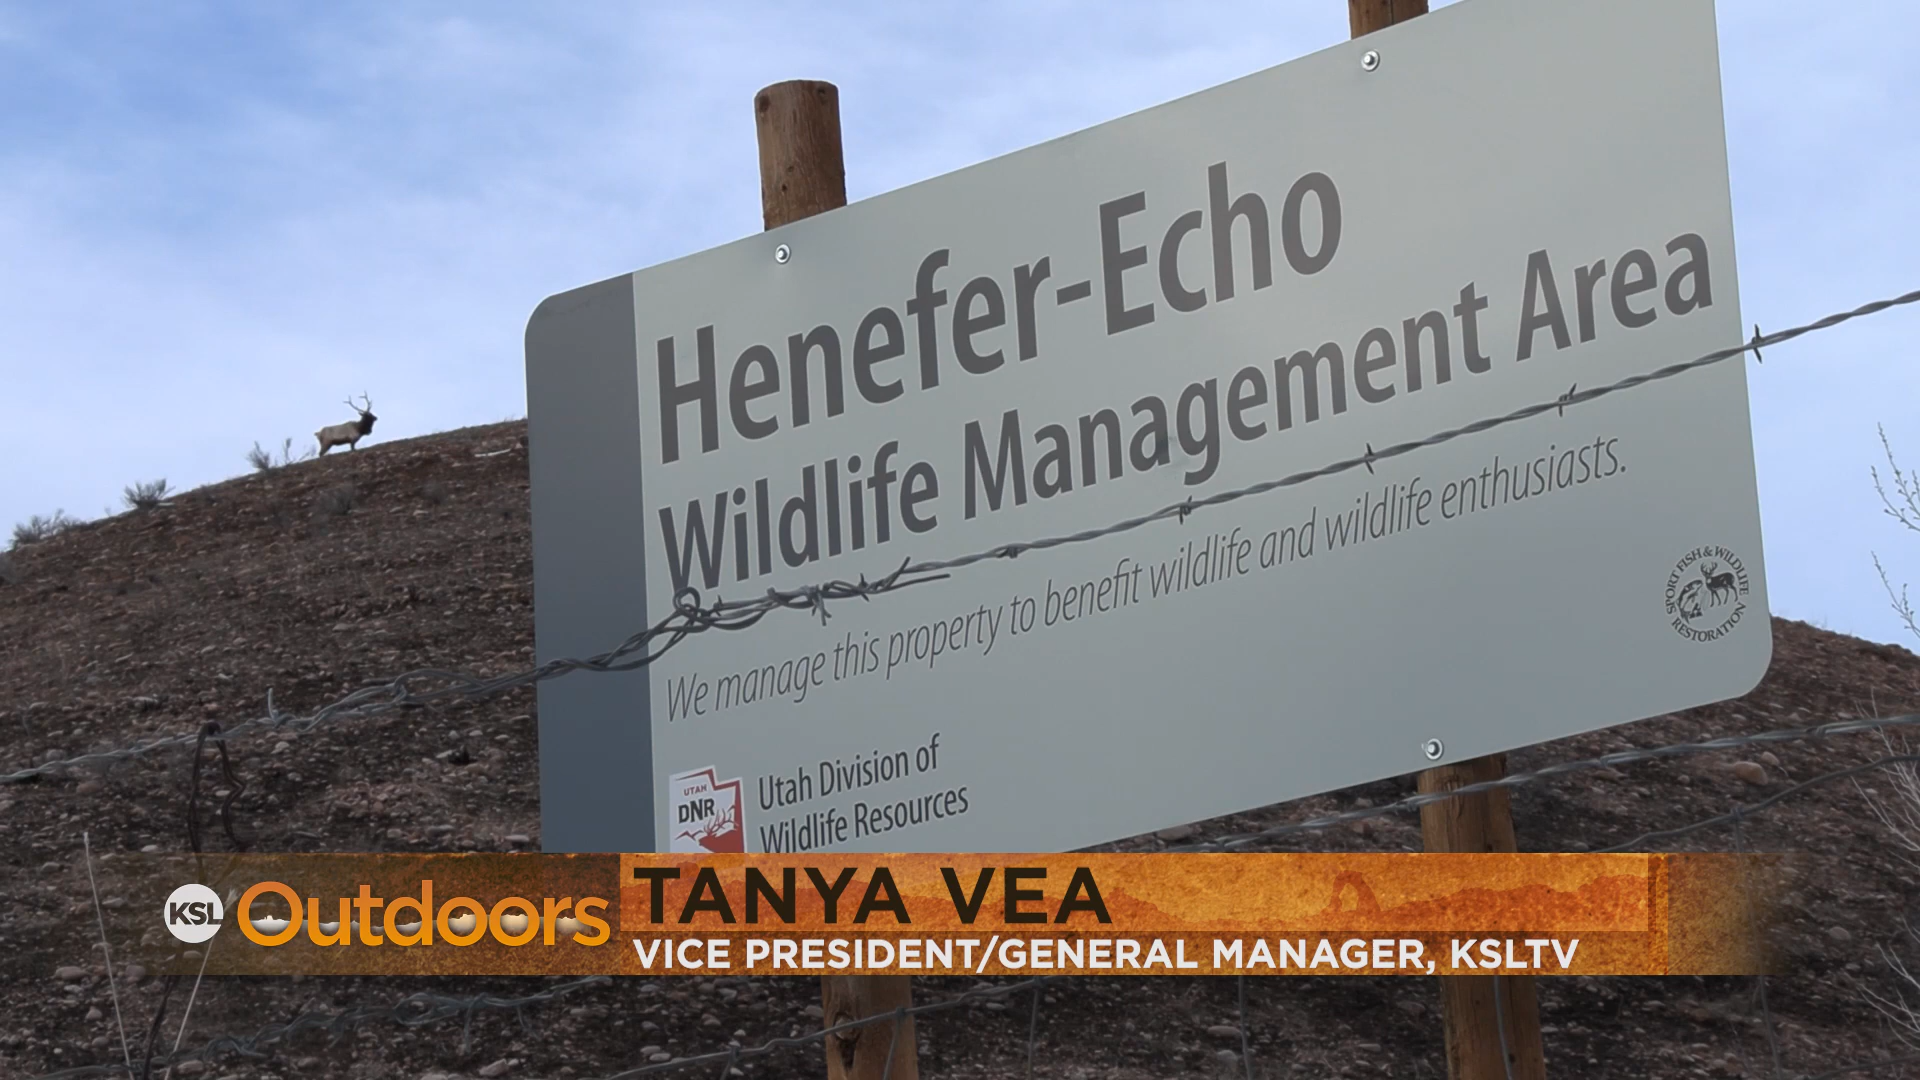 Henefer-Echo
Wildlife Management Area
We manage this property to benefit wildlife and wildlife enthusiasts.
SPORT FISH & WILDLIFE
RESTORATION
UTAH
DNR
Utah Division of
Wildlife Resources
KSL Outdoors
TANYA VEA
VICE PRESIDENT/GENERAL MANAGER, KSLTV